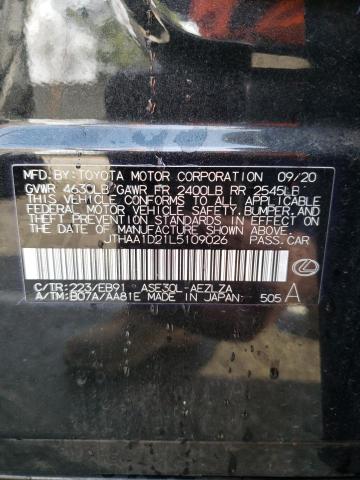 MFD.BY:TOYOTA MOTOR CORPORATION 09/20
GVWR 4630LB GAWR FR 2400LB RR 2545LB
THIS VEHICLE CONFORMS TO ALL APPLICABLE
FEDERAL MOTOR VEHICLE SAFETY, BUMPER, AND
THEFT PREVENTION STANDARDS IN EFFECT ON THE
DATE OF MANUFACTURE SHOWN ABOVE.
JTHAA1D21L5109026 PASS.CAR
C/TR:223/EB91 ASE30L-AEZLZA
A/TM:B07A/AA81E MADE IN JAPAN 505 A